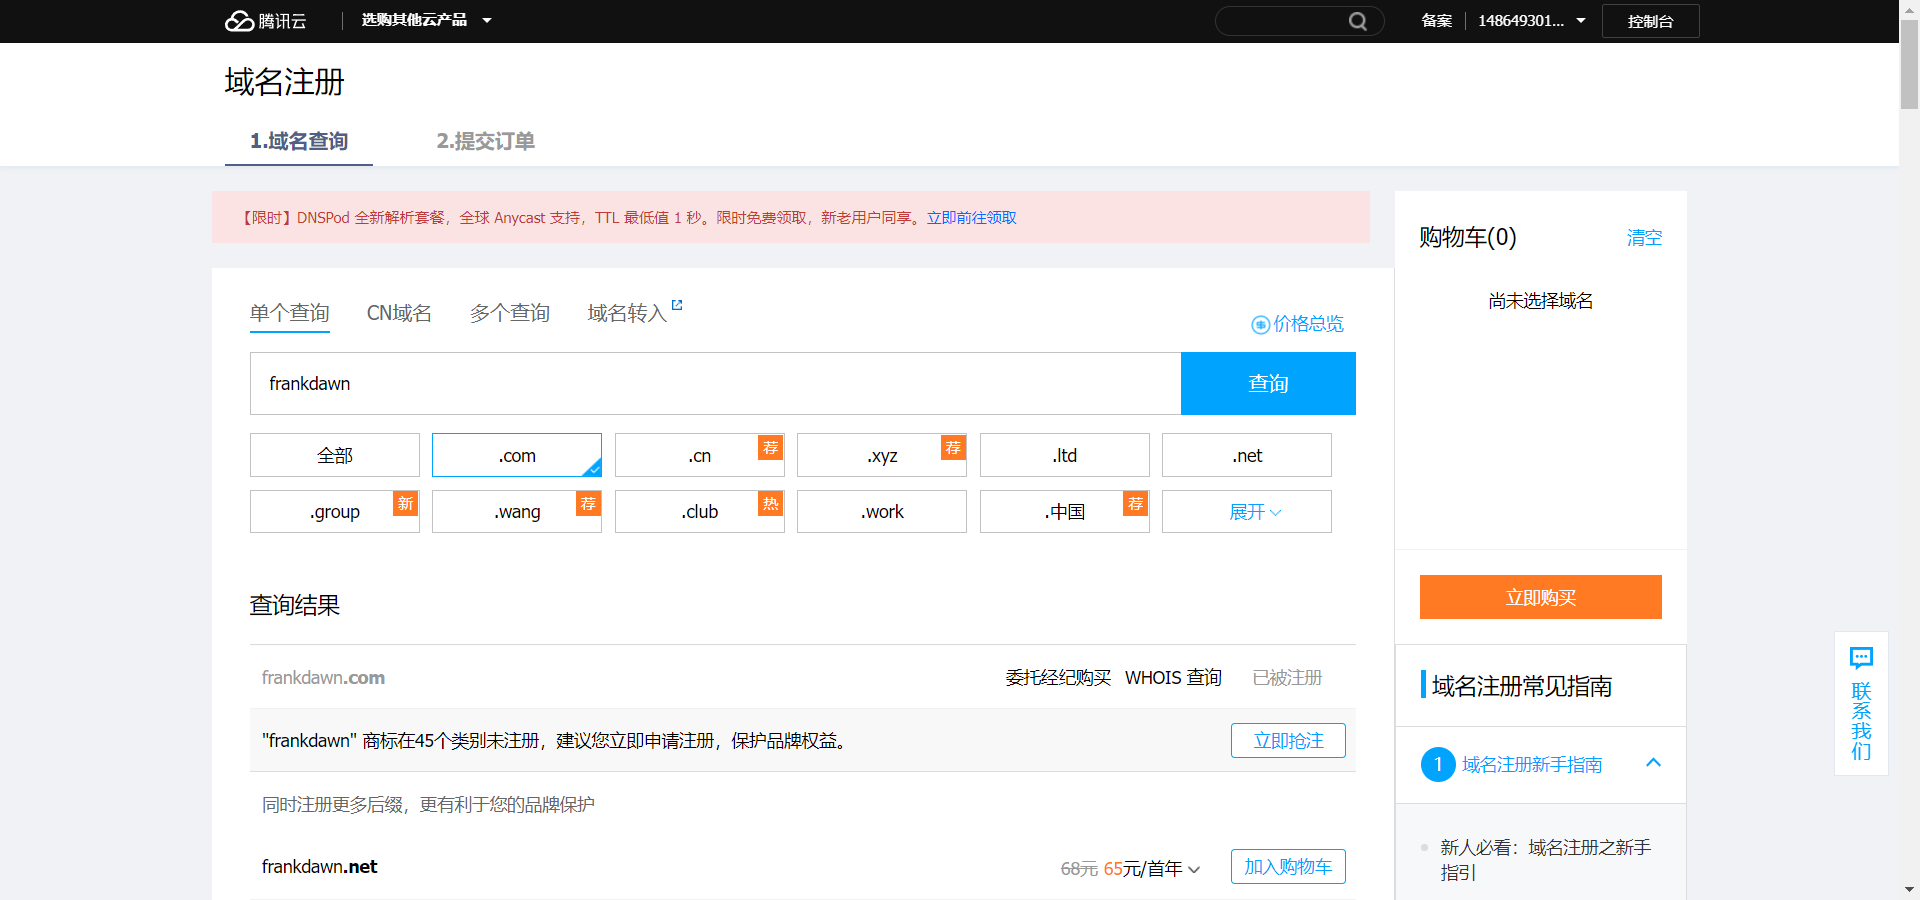 腾讯云
选购其他云产品
备案
148649301...
控制台
域名注册
1.域名查询
2.提交订单
【限时】DNSPod 全新解析套餐，全球 Anycast 支持，TTL 最低值 1 秒。限时免费领取，新老用户同享。立即前往领取
单个查询
CN域名
多个查询
域名转入
价格总览
frankdawn
查询
全部
.com
.cn
荐
.xyz
荐
.ltd
.net
.group
新
.wang
荐
.club
热
.work
.中国
荐
展开
查询结果
frankdawn.com
委托经纪购买
WHOIS 查询
已被注册
"frankdawn" 商标在45个类别未注册，建议您立即申请注册，保护品牌权益。
立即抢注
同时注册更多后缀，更有利于您的品牌保护
frankdawn.net
68元 65元/首年
加入购物车
购物车(0)
清空
尚未选择域名
立即购买
域名注册常见指南
1
域名注册新手指南
新人必看：域名注册之新手
指引
联
系
我
们